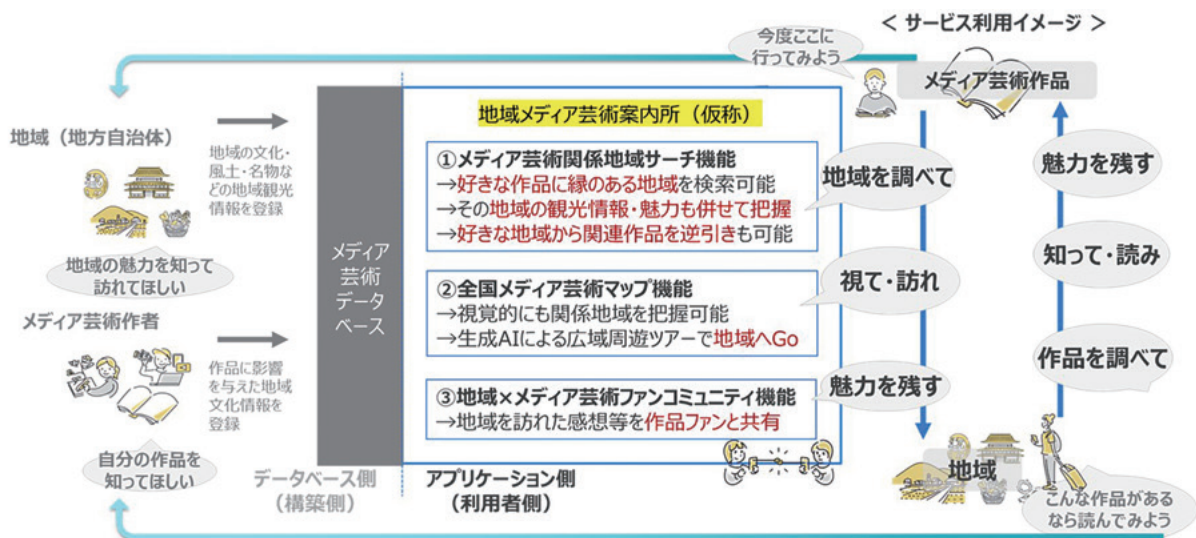 ＜ サービス利用イメージ ＞
今度ここに
行ってみよう
メディア芸術作品
地域（地方自治体）
地域の文化・
風土・名物な
どの地域観光
情報を登録
地域の魅力を知って
訪れてほしい
メディア芸術作者
作品に影響
を与えた地域
文化情報を
登録
自分の作品を
知ってほしい
メディア
芸術
データ
ベース
データベース側
（構築側）
地域メディア芸術案内所（仮称）
①メディア芸術関係地域サーチ機能
→好きな作品に縁のある地域を検索可能
→その地域の観光情報・魅力も併せて把握
→好きな地域から関連作品を逆引きも可能
②全国メディア芸術マップ機能
→視覚的にも関係地域を把握可能
→生成AIによる広域周遊ツアーで地域へGo
③地域×メディア芸術ファンコミュニティ機能
→地域を訪れた感想等を作品ファンと共有
アプリケーション側
（利用者側）
地域を調べて
視て・訪れ
魅力を残す
魅力を残す
知って・読み
作品を調べて
地域
こんな作品がある
なら読んでみよう